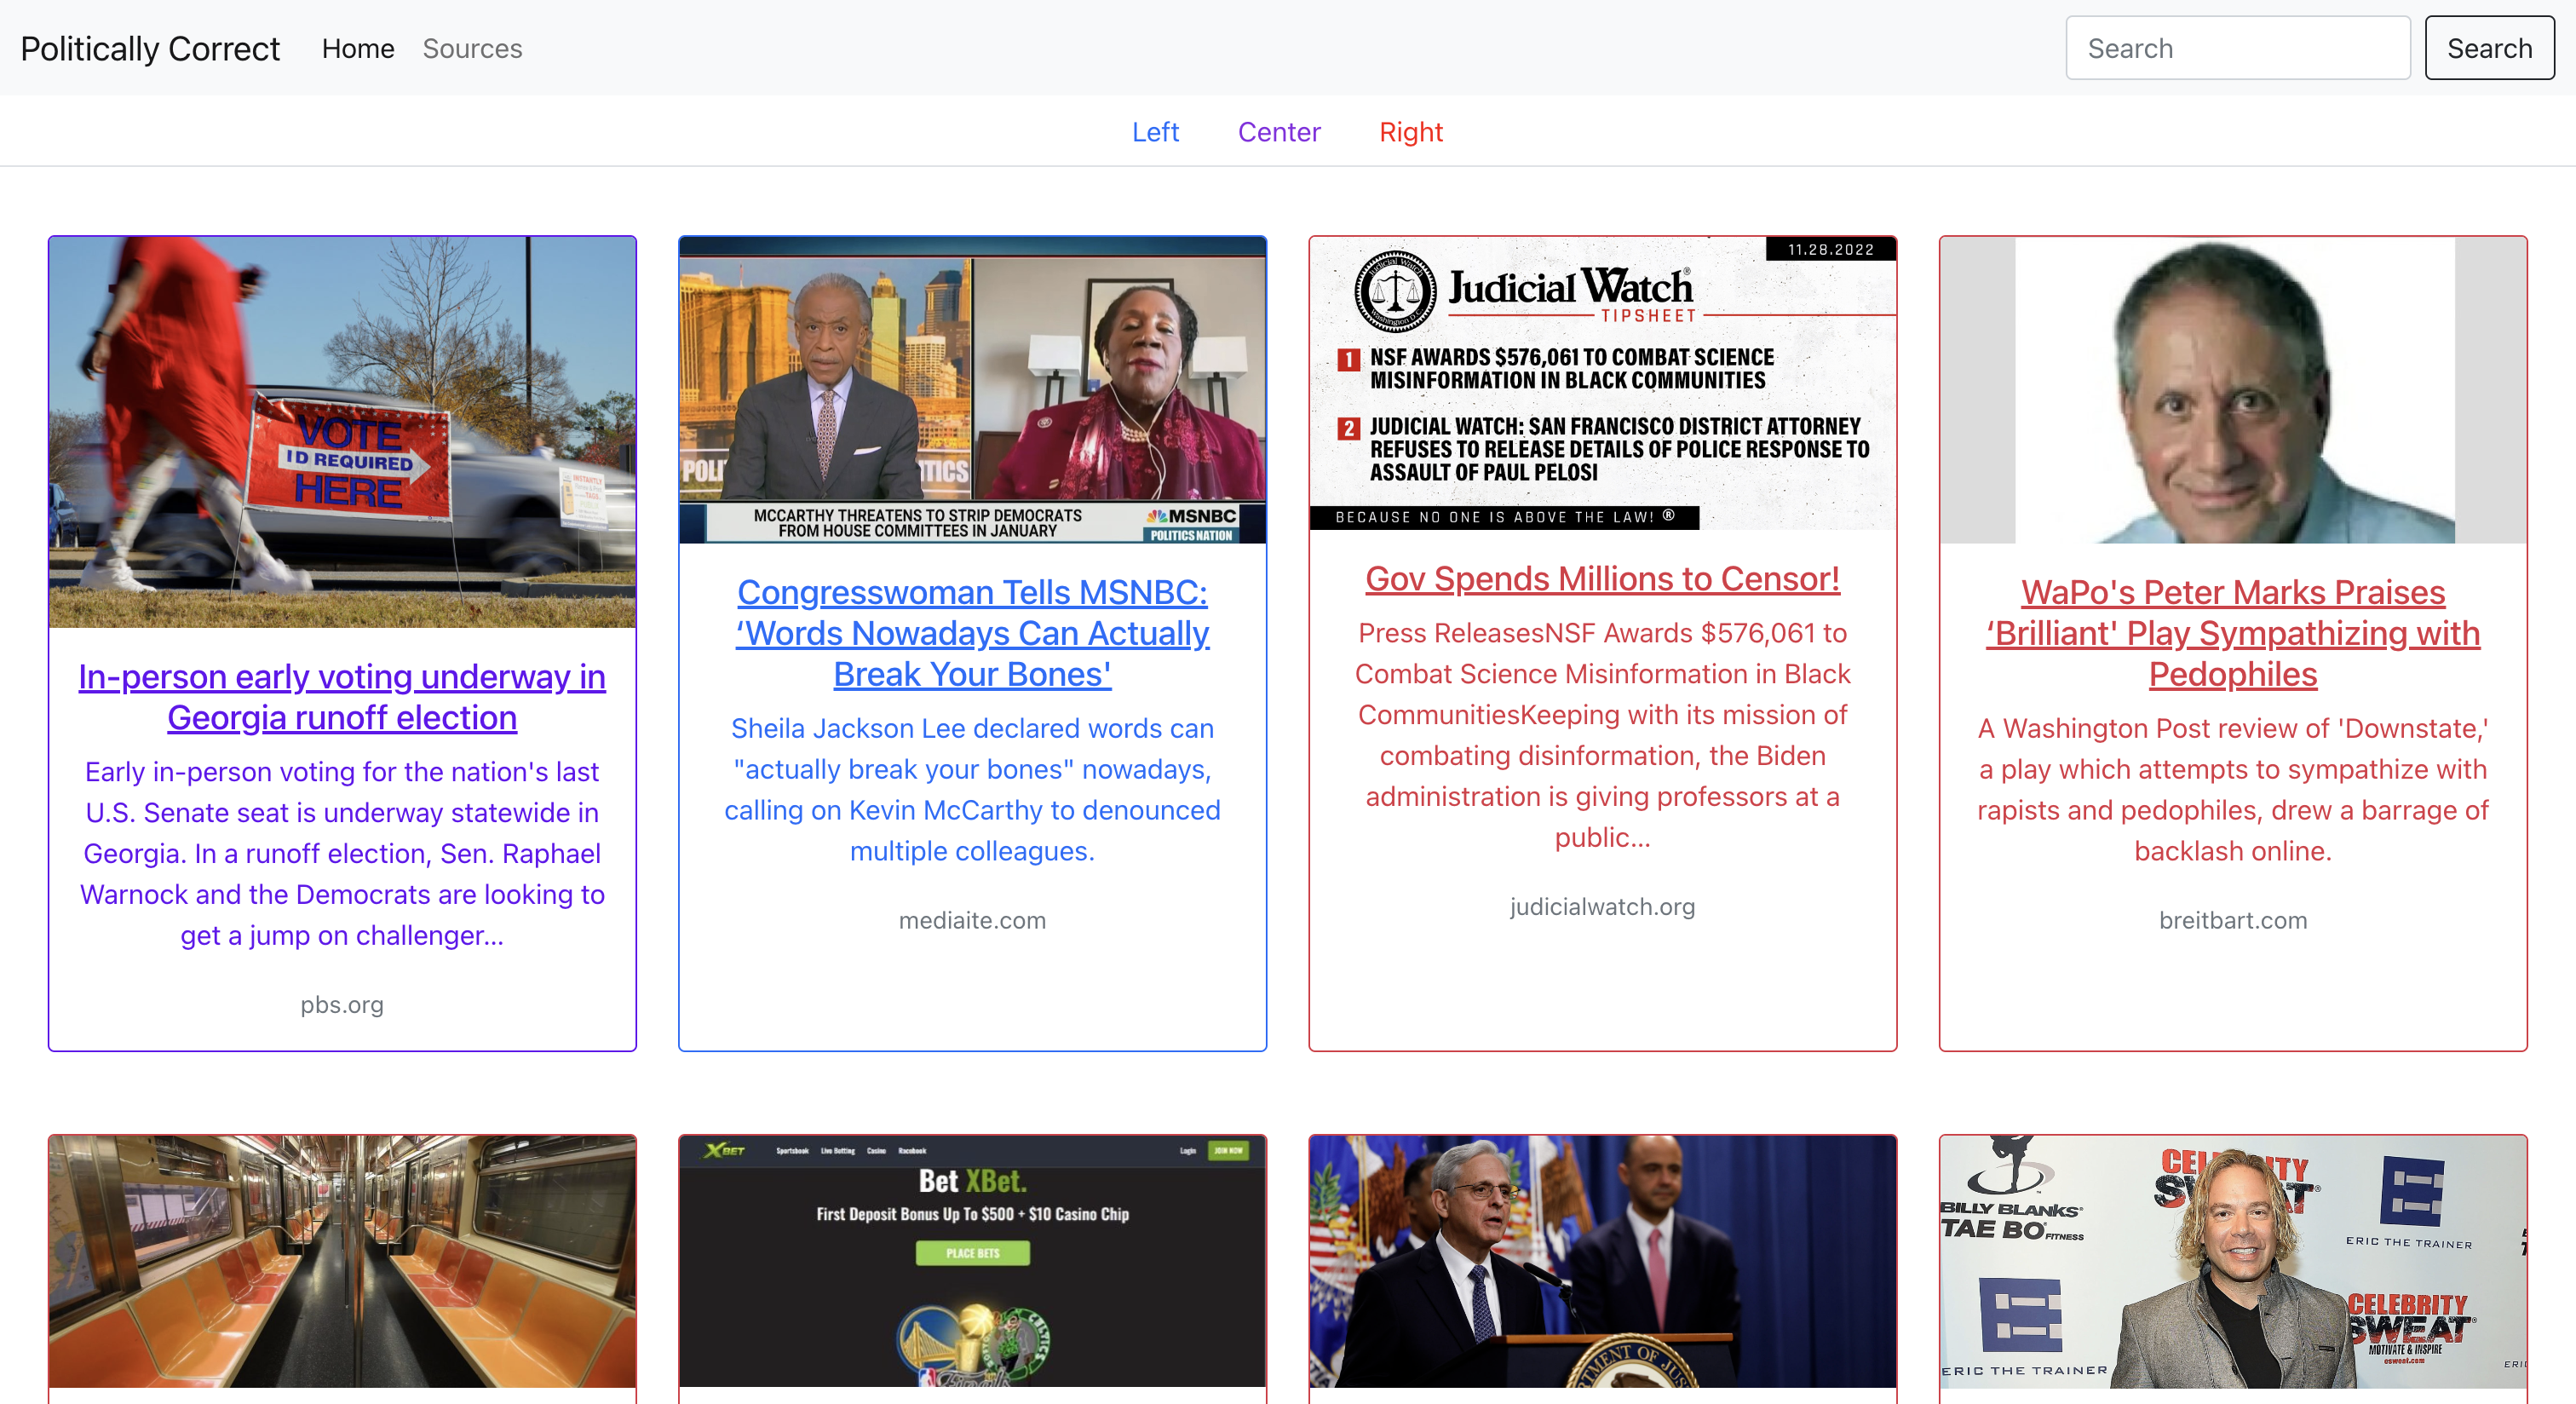 Politically Correct Home Sources Search Search
Left Center Right
VOTE
ID REQUIRED
HERE
In-person early voting underway in
Georgia runoff election
Early in-person voting for the nation's last
U.S. Senate seat is underway statewide in
Georgia. In a runoff election, Sen. Raphael
Warnock and the Democrats are looking to
get a jump on challenger...
pbs.org
POLI TICS
MCCARTHY THREATENS TO STRIP DEMOCRATS
FROM HOUSE COMMITTEES IN JANUARY
MSNBC
POLITICSNATION
Congresswoman Tells MSNBC:
‘Words Nowadays Can Actually
Break Your Bones'
Sheila Jackson Lee declared words can
"actually break your bones" nowadays,
calling on Kevin McCarthy to denounced
multiple colleagues.
mediaite.com
11.28.2022
Judicial Watch®
TIPSHEET
1 NSF AWARDS $576,061 TO COMBAT SCIENCE
MISINFORMATION IN BLACK COMMUNITIES
2 JUDICIAL WATCH: SAN FRANCISCO DISTRICT ATTORNEY
REFUSES TO RELEASE DETAILS OF POLICE RESPONSE TO
ASSAULT OF PAUL PELOSI
BECAUSE NO ONE IS ABOVE THE LAW! ®
Gov Spends Millions to Censor!
Press ReleasesNSF Awards $576,061 to
Combat Science Misinformation in Black
CommunitiesKeeping with its mission of
combating disinformation, the Biden
administration is giving professors at a
public...
judicialwatch.org
WaPo's Peter Marks Praises
‘Brilliant' Play Sympathizing with
Pedophiles
A Washington Post review of 'Downstate,'
a play which attempts to sympathize with
rapists and pedophiles, drew a barrage of
backlash online.
breitbart.com
XBET Sportsbook Live Betting Casino Racebook Login JOIN NOW
Bet XBet.
First Deposit Bonus Up To $500 + $10 Casino Chip
PLACE BETS
CELTICS
Finals
MENT OF JUS
BILLY BLANKS'
TAE BO FITNESS
ERIC THE TRAINER
CELEBRITY
SWEAT
MOTIVATE & INSPIRE
csweat.com
ERIC THE TRAINER